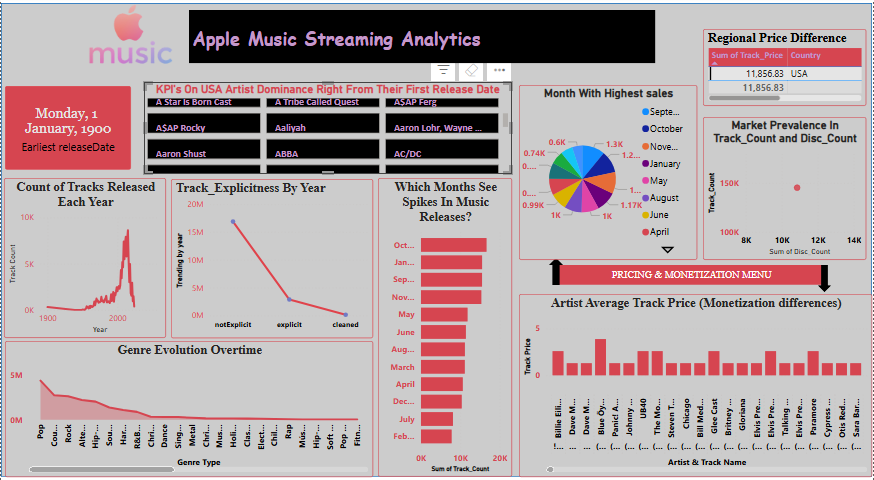 music
Apple Music Streaming Analytics
Regional Price Difference
Sum of Track_Price Country
11,856.83 USA
11,856.83
KPI's On USA Artist Dominance Right From Their First Release Date
A Star Is Born Cast A Tribe Called Quest A$AP Ferg
A$AP Rocky Aaliyah Aaron Lohr, Wayne ...
Aaron Shust ABBA AC/DC
Monday, 1
January, 1900
Earliest releaseDate
Month With Highest sales
0.6K
0.74K
0....
0....
0.99K
1K
1K
1.17K
1...
1.2...
1.3K
Septe...
October
Nove...
January
May
August
June
April
Market Prevalence In
Track_Count and Disc_Count
Track_Count
150K
100K
8K 10K 12K 14K
Sum of Disc_Count
Count of Tracks Released
Each Year
Track Count
10K
5K
0K
1900 2000
Year
Track_Explicitness By Year
Trending by year
20M
15M
10M
5M
0M
notExplicit explicit cleaned
Which Months See
Spikes In Music
Releases?
Oct...
Jan...
Sep...
Nov...
May
June
Aug...
March
April
Dec...
July
Feb...
0K 10K 20K
Sum of Track_Count
PRICING & MONETIZATION MENU
Artist Average Track Price (Monetization differences)
Track Price
5
0
Billie Eili...
Dave M...
Dave M...
Blue Öy...
Panic! A...
Johnny ...
UB40
The Mo...
Steven T...
Chicago
Bill Med...
Glee Cast
Britney ...
Gloriana
Elvis Pre...
Elvis Pre...
Talking ...
Elvis Pre...
Paramore
Cypress ...
Otis Red...
Sara Bar...
Artist & Track Name
Genre Evolution Overtime
5M
0M
Pop
Cou...
Rock
Alte...
Hip-...
Sou...
Har...
R&B...
Chri...
Dance
Sing...
Metal
Chri...
Mus...
Holi...
Clas...
Elect...
Chil...
Rap
Mús...
Hip-...
Soft ...
Pop ...
Fitn...
Genre Type